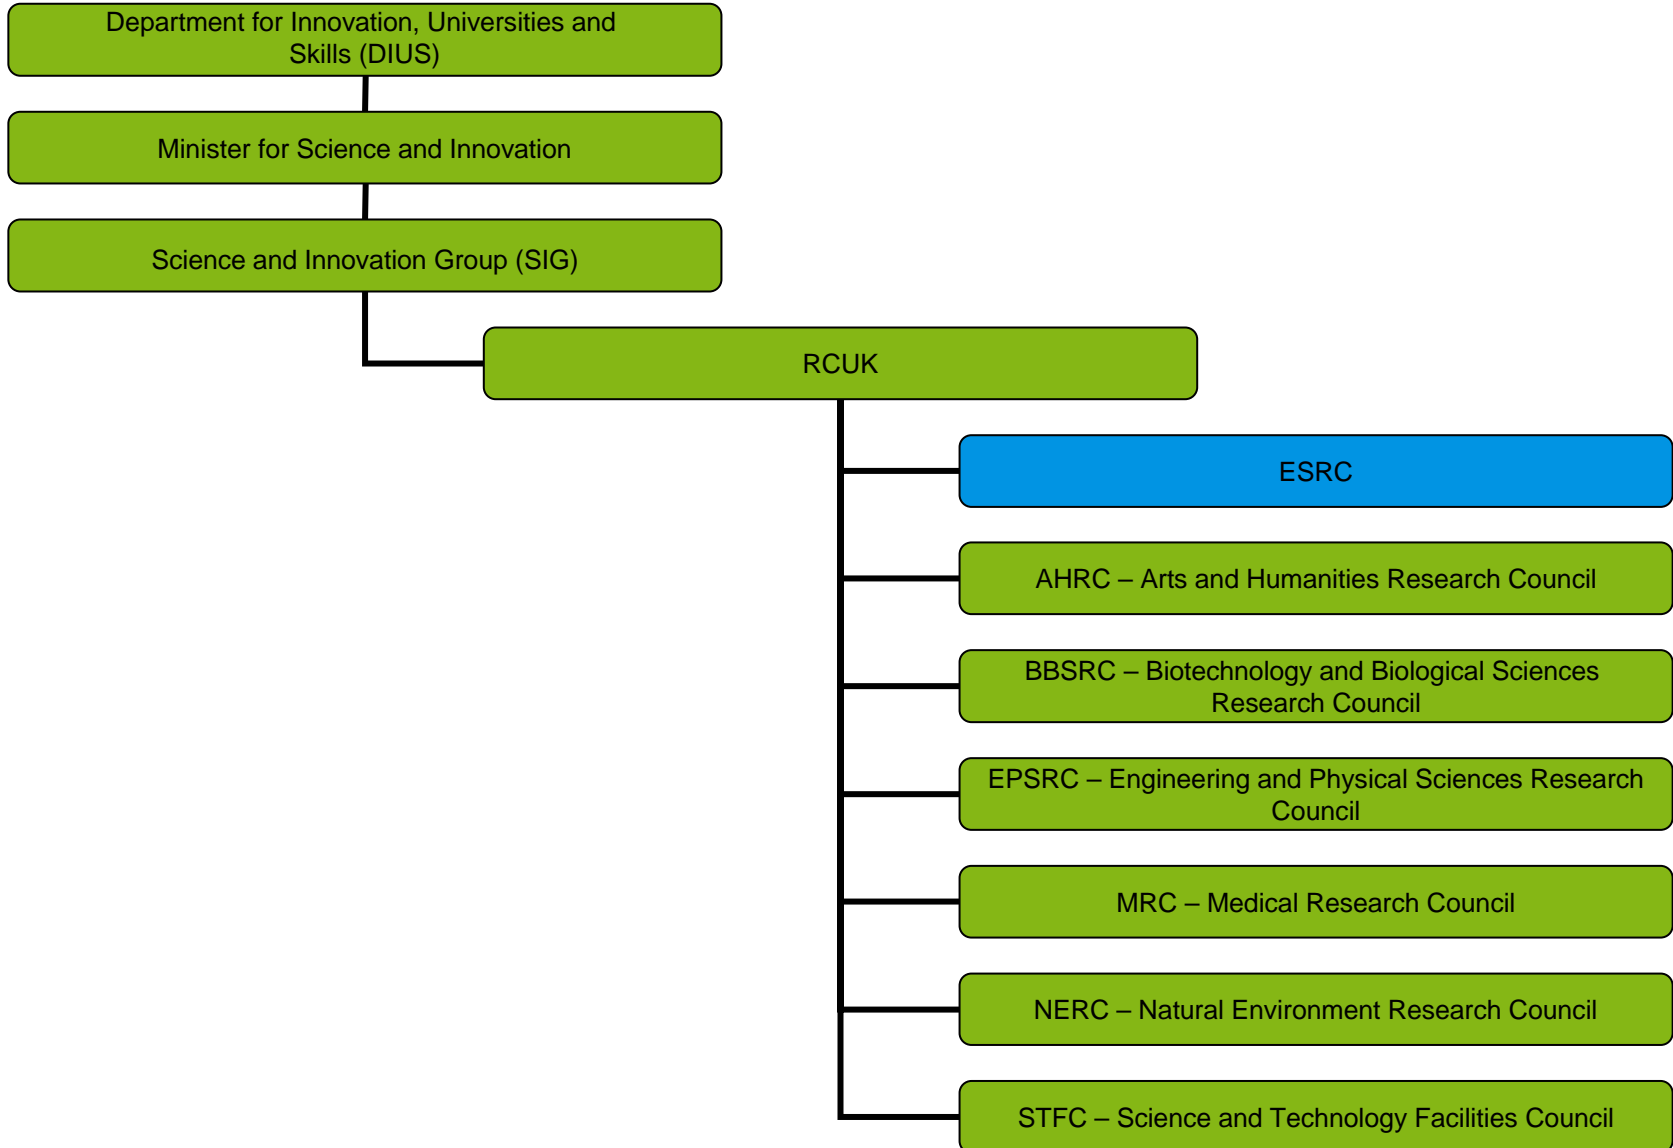 Department for Innovation, Universities and
Skills (DIUS)
Minister for Science and Innovation
Science and Innovation Group (SIG)
RCUK
ESRC
AHRC – Arts and Humanities Research Council
BBSRC – Biotechnology and Biological Sciences
Research Council
EPSRC – Engineering and Physical Sciences Research
Council
MRC – Medical Research Council
NERC – Natural Environment Research Council
STFC – Science and Technology Facilities Council